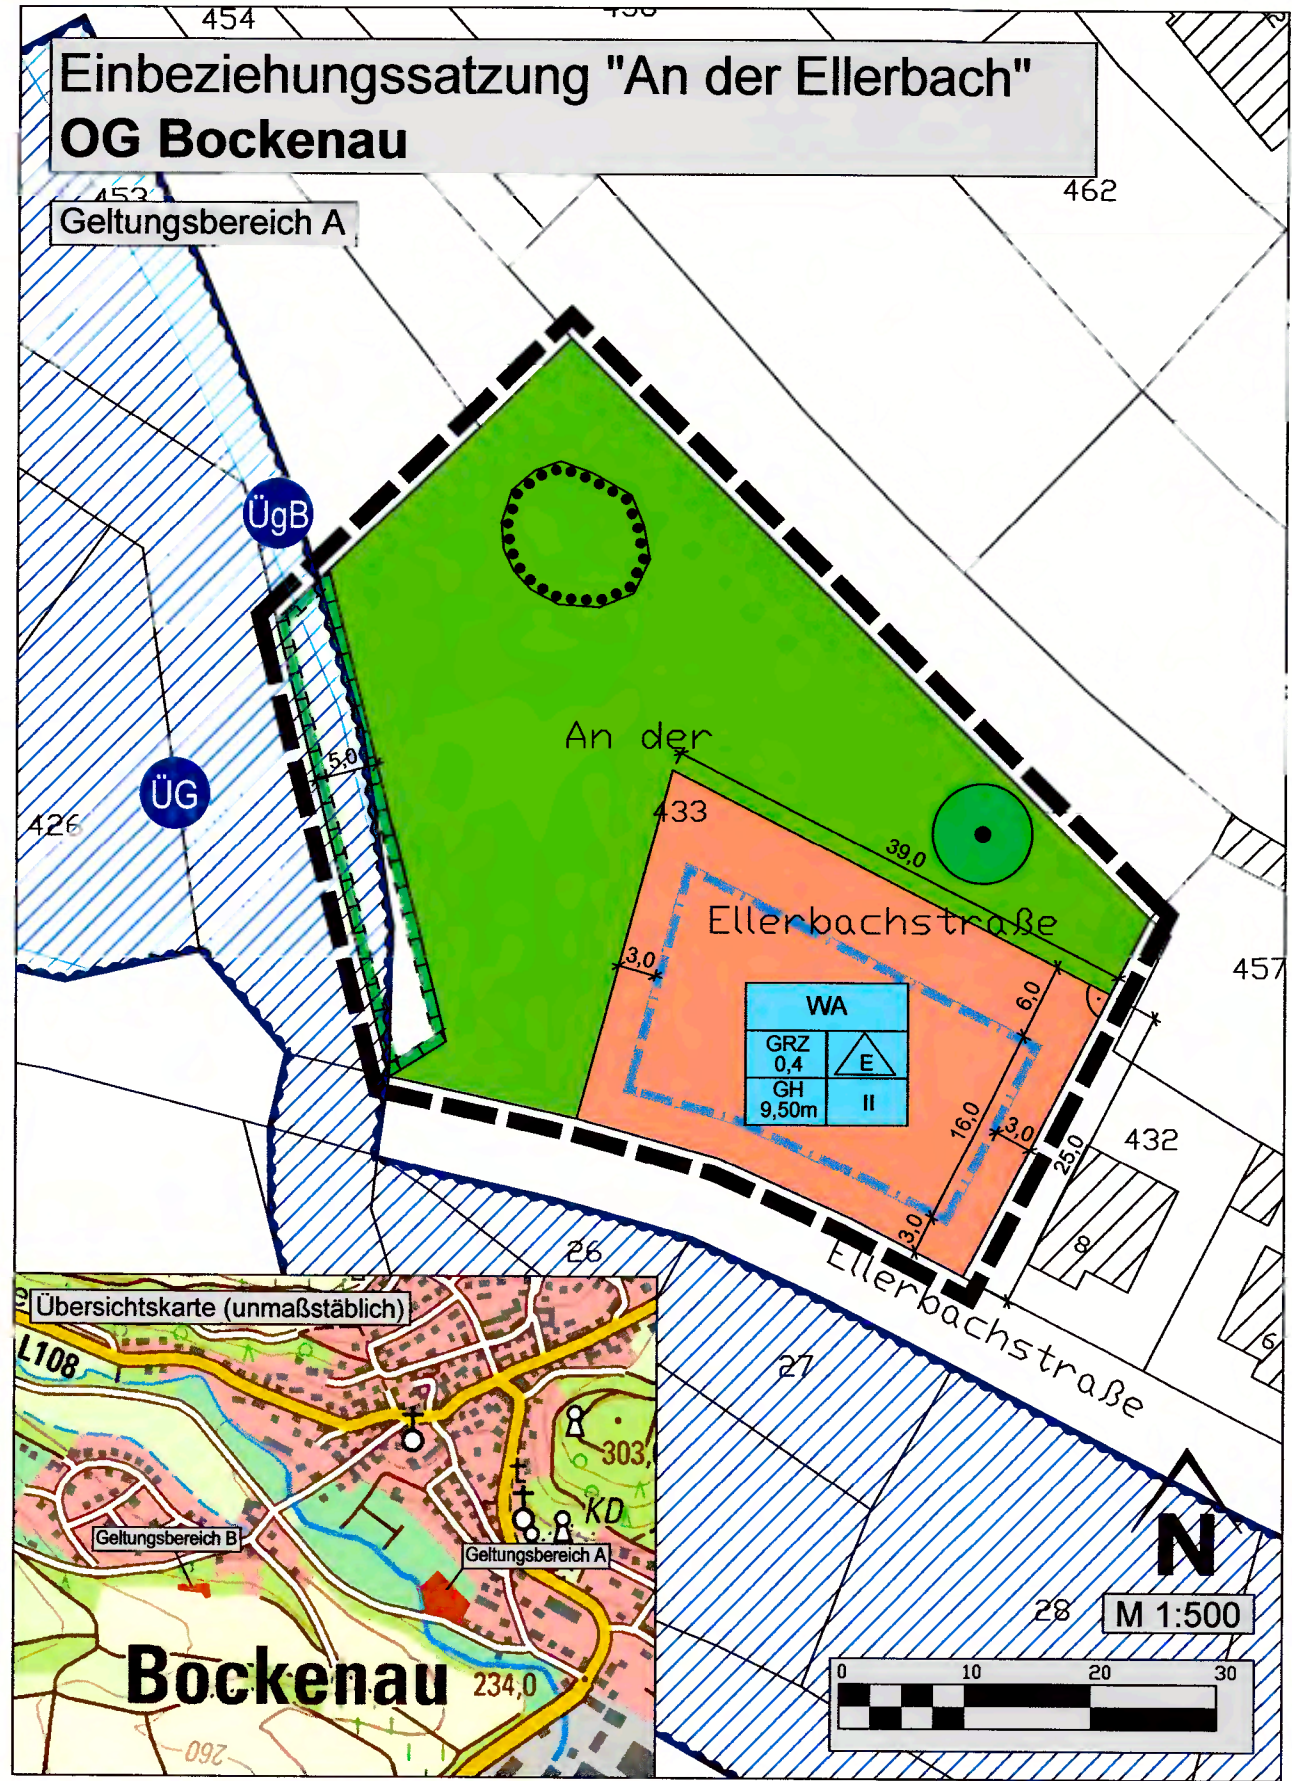 454
Einbeziehungssatzung "An der Ellerbach"
OG Bockenau
453
462
Geltungsbereich A
ÜgB
An der
5,0
ÜG
433
426
39,0
Ellerbachstraße
3,0
457
6,0
WA
GRZ
0,4
E
GH
9,50m
II
16,0
3,0
25,0
432
3,0
8
26
Ellerbachstraße
6
27
Übersichtskarte (unmaßstäblich)
L108
303,
KD
Geltungsbereich B
Geltungsbereich A
N
28
M 1:500
Bockenau
234,0
260
0 10 20 30